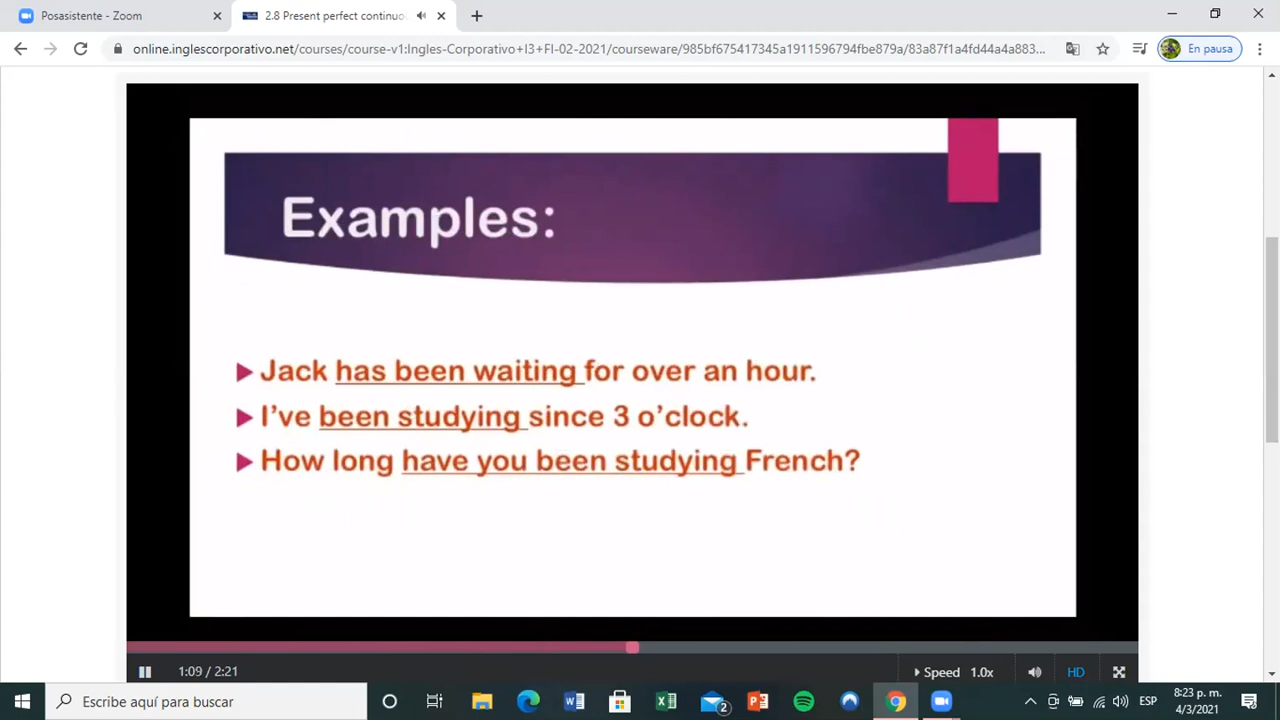 Posasistente - Zoom
2.8 Present perfect continuo
online.inglescorporativo.net/courses/course-v1:Ingles-Corporativo+I3+FI-02-2021/courseware/985bf675417345a1911596794fbe879a/83a87f1a4fd44a4a883...
En pausa
Examples:
Jack has been waiting for over an hour.
I've been studying since 3 o'clock.
How long have you been studying French?
1:09 / 2:21
Speed 1.0x
HD
Escribe aquí para buscar
2
ESP
8:23 p. m.
4/3/2021